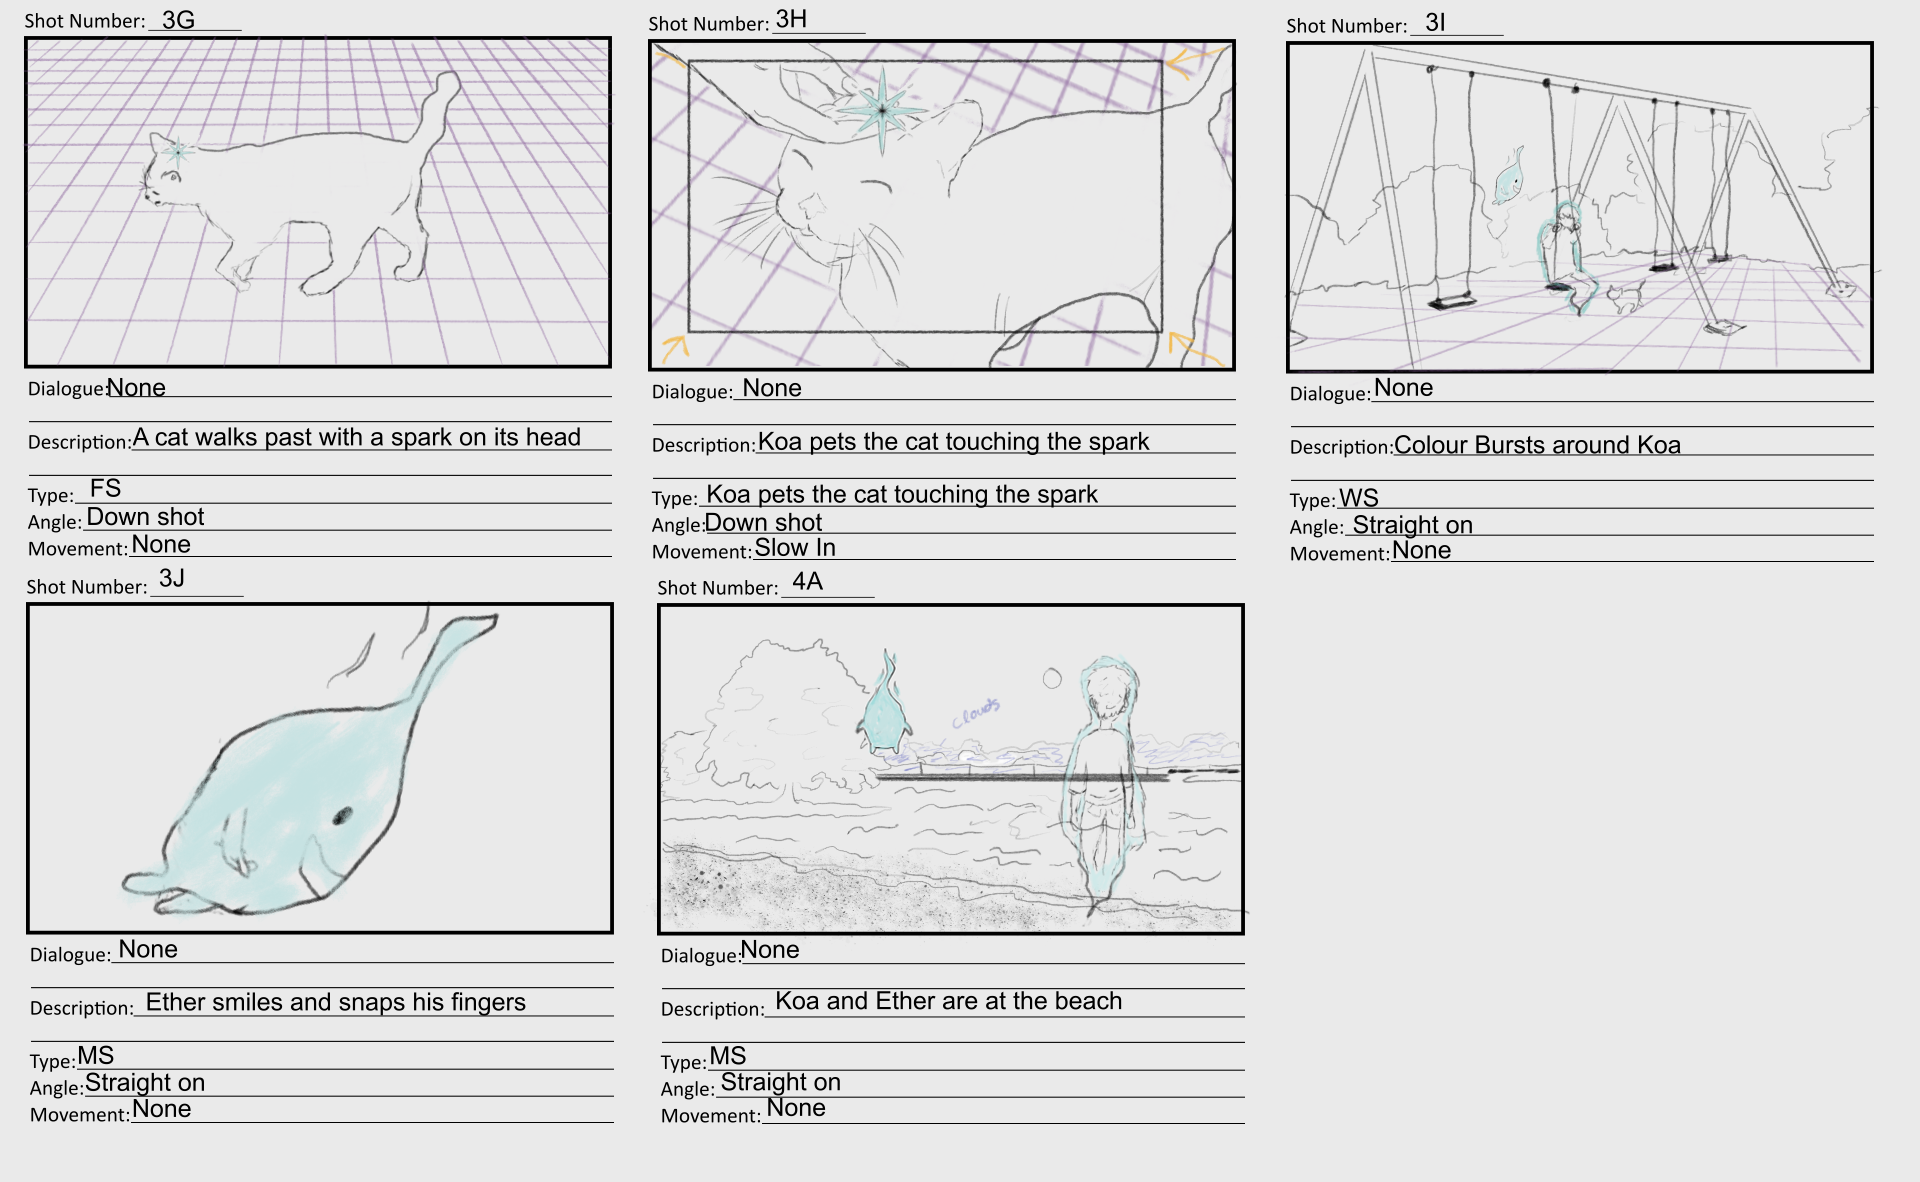 Shot Number: 3G
Dialogue: None
Description: A cat walks past with a spark on its head
Type: FS
Angle: Down shot
Movement: None
Shot Number: 3H
Dialogue: None
Description: Koa pets the cat touching the spark
Type: Koa pets the cat touching the spark
Angle: Down shot
Movement: Slow In
Shot Number: 3I
Dialogue: None
Description: Colour Bursts around Koa
Type: WS
Angle: Straight on
Movement: None
Shot Number: 3J
Dialogue: None
Description: Ether smiles and snaps his fingers
Type: MS
Angle: Straight on
Movement: None
Shot Number: 4A
clouds
Dialogue: None
Description: Koa and Ether are at the beach
Type: MS
Angle: Straight on
Movement: None